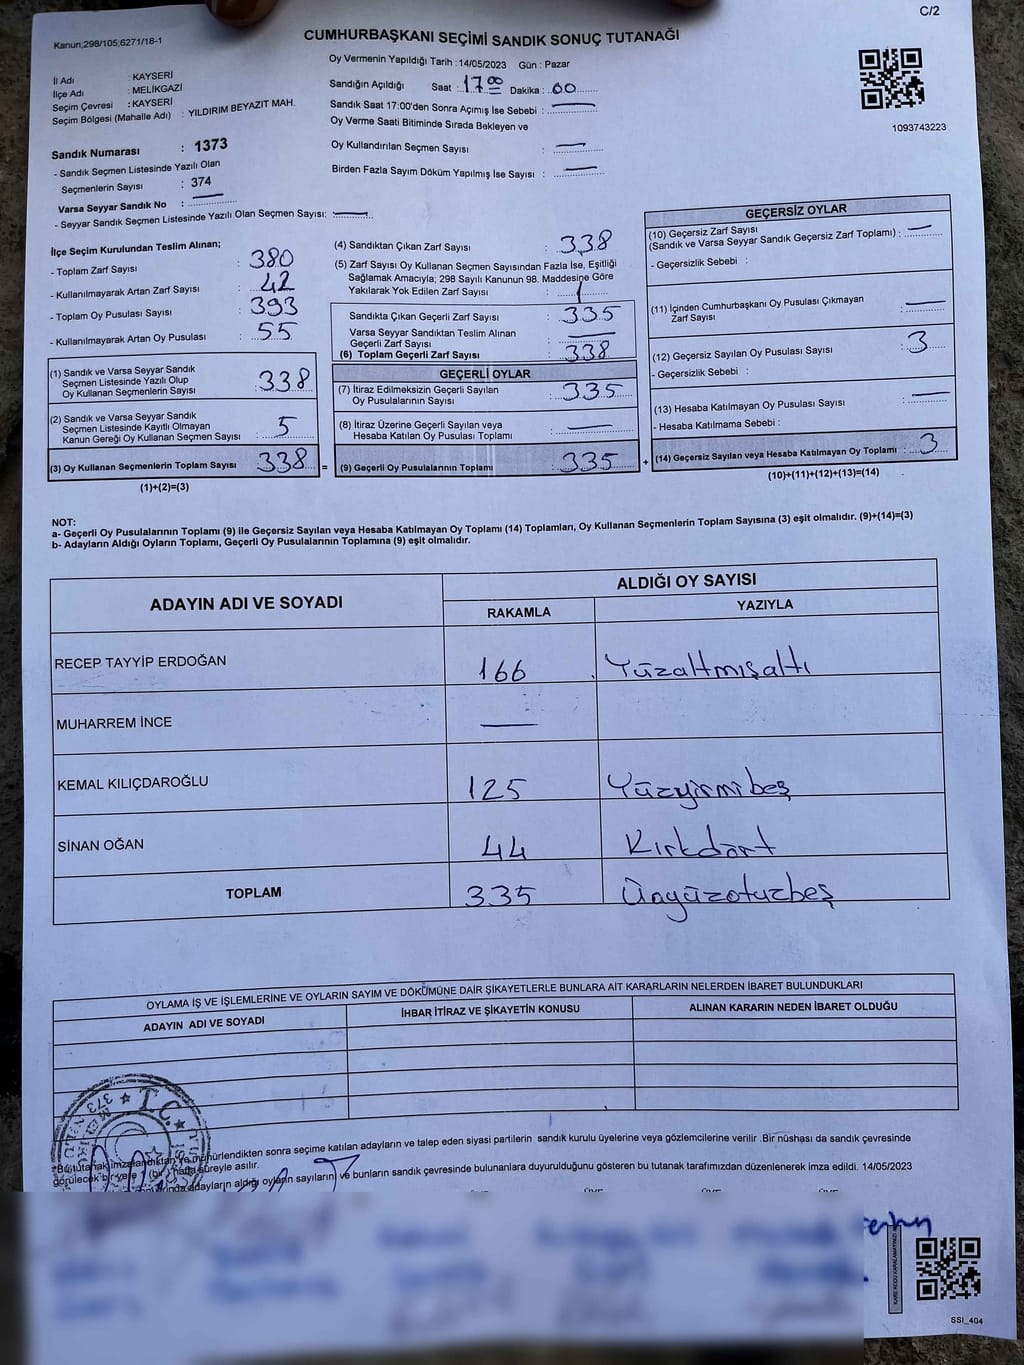 C/2
Kanun;298/105;6271/18-1
CUMHURBAŞKANI SEÇİMİ SANDIK SONUÇ TUTANAĞI
Oy Vermenin Yapıldığı Tarih :14/05/2023 Gün : Pazar
İl Adı : KAYSERİ
İlçe Adı : MELİKGAZİ
Seçim Çevresi : KAYSERİ
Seçim Bölgesi (Mahalle Adı) : YILDIRIM BEYAZIT MAH.
Sandığın Açıldığı Saat : 17 00 Dakika : 00
Sandık Saat 17:00'den Sonra Açımış İse Sebebi : —
Oy Verme Saati Bitiminde Sırada Bekleyen ve
Oy Kullandırılan Seçmen Sayısı : —
Birden Fazla Sayım Döküm Yapılmış İse Sayısı : —
1093743223
Sandık Numarası : 1373
- Sandık Seçmen Listesinde Yazılı Olan
Seçmenlerin Sayısı : 374
Varsa Seyyar Sandık No : —
- Seyyar Sandık Seçmen Listesinde Yazılı Olan Seçmen Sayısı: —
İlçe Seçim Kurulundan Teslim Alınan;
- Toplam Zarf Sayısı : 380
- Kullanılmayarak Artan Zarf Sayısı : 42
- Toplam Oy Pusulası Sayısı : 393
- Kullanılmayarak Artan Oy Pusulası : 55
(1) Sandık ve Varsa Seyyar Sandık
Seçmen Listesinde Yazılı Olup
Oy Kullanan Seçmenlerin Sayısı : 338
(2) Sandık ve Varsa Seyyar Sandık
Seçmen Listesinde Kayıtlı Olmayan
Kanun Gereği Oy Kullanan Seçmen Sayısı : 5
(3) Oy Kullanan Seçmenlerin Toplam Sayısı 338 =
(1)+(2)=(3)
(4) Sandıktan Çıkan Zarf Sayısı : 338
(5) Zarf Sayısı Oy Kullanan Seçmen Sayısından Fazla İse, Eşitliği
Sağlamak Amacıyla; 298 Sayılı Kanunun 98. Maddesine Göre
Yakılarak Yok Edilen Zarf Sayısı :
Sandıkta Çıkan Geçerli Zarf Sayısı : 335
Varsa Seyyar Sandıktan Teslim Alınan
Geçerli Zarf Sayısı : —
(6) Toplam Geçerli Zarf Sayısı : 338
GEÇERLİ OYLAR
(7) İtiraz Edilmeksizin Geçerli Sayılan
Oy Pusulalarının Sayısı : 335
(8) İtiraz Üzerine Geçerli Sayılan veya
Hesaba Katılan Oy Pusulası Toplamı : —
(9) Geçerli Oy Pusulalarının Toplamı : 335 +
GEÇERSİZ OYLAR
(10) Geçersiz Zarf Sayısı
(Sandık ve Varsa Seyyar Sandık Geçersiz Zarf Toplamı) : —
- Geçersizlik Sebebi :
(11) İçinden Cumhurbaşkanı Oy Pusulası Çıkmayan
Zarf Sayısı : —
(12) Geçersiz Sayılan Oy Pusulası Sayısı : 3
- Geçersizlik Sebebi :
(13) Hesaba Katılmayan Oy Pusulası Sayısı : —
- Hesaba Katılmama Sebebi :
(14) Geçersiz Sayılan veya Hesaba Katılmayan Oy Toplamı : 3
(10)+(11)+(12)+(13)=(14)
NOT:
a- Geçerli Oy Pusulalarının Toplamı (9) ile Geçersiz Sayılan veya Hesaba Katılmayan Oy Toplamı (14) Toplamları, Oy Kullanan Seçmenlerin Toplam Sayısına (3) eşit olmalıdır. (9)+(14)=(3)
b- Adayların Aldığı Oyların Toplamı, Geçerli Oy Pusulalarının Toplamına (9) eşit olmalıdır.
ADAYIN ADI VE SOYADI ALDIĞI OY SAYISI
RAKAMLA YAZIYLA
RECEP TAYYİP ERDOĞAN 166 Yüzaltmışaltı
MUHARREM İNCE —
KEMAL KILIÇDAROĞLU 125 Yüzyirmibeş
SİNAN OĞAN 44 Kırkdört
TOPLAM 335 Üçyüzotuzbeş
OYLAMA İŞ VE İŞLEMLERİNE VE OYLARIN SAYIM VE DÖKÜMÜNE DAİR ŞİKAYETLERLE BUNLARA AİT KARARLARIN NELERDEN İBARET BULUNDUKLARI
ADAYIN ADI VE SOYADI İHBAR İTİRAZ VE ŞİKAYETİN KONUSU ALINAN KARARIN NEDEN İBARET OLDUĞU
T.C.
*Bu tutanak imzalandıktan ve mühürlendikten sonra seçime katılan adayların ve talep eden siyasi partilerin sandık kurulu üyelerine veya gözlemcilerine verilir .Bir nüshası da sandık çevresinde
görülecek bir yere 1 (bir) hafta süreyle asılır.
adayların aldığı oyların sayılarını ve bunların sandık çevresinde bulunanlara duyurulduğunu gösteren bu tutanak tarafımızdan düzenlenerek imza edildi. 14/05/2023
ÜYE ÜYE ÜYE
SSİ_404